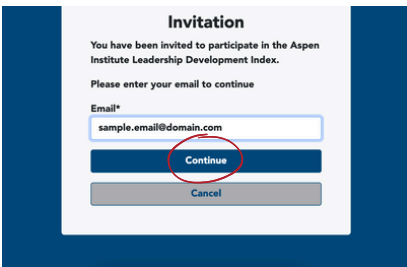 Invitation
You have been invited to participate in the Aspen
Institute Leadership Development Index.
Please enter your email to continue
Email*
sample.email@domain.com
Continue
Cancel